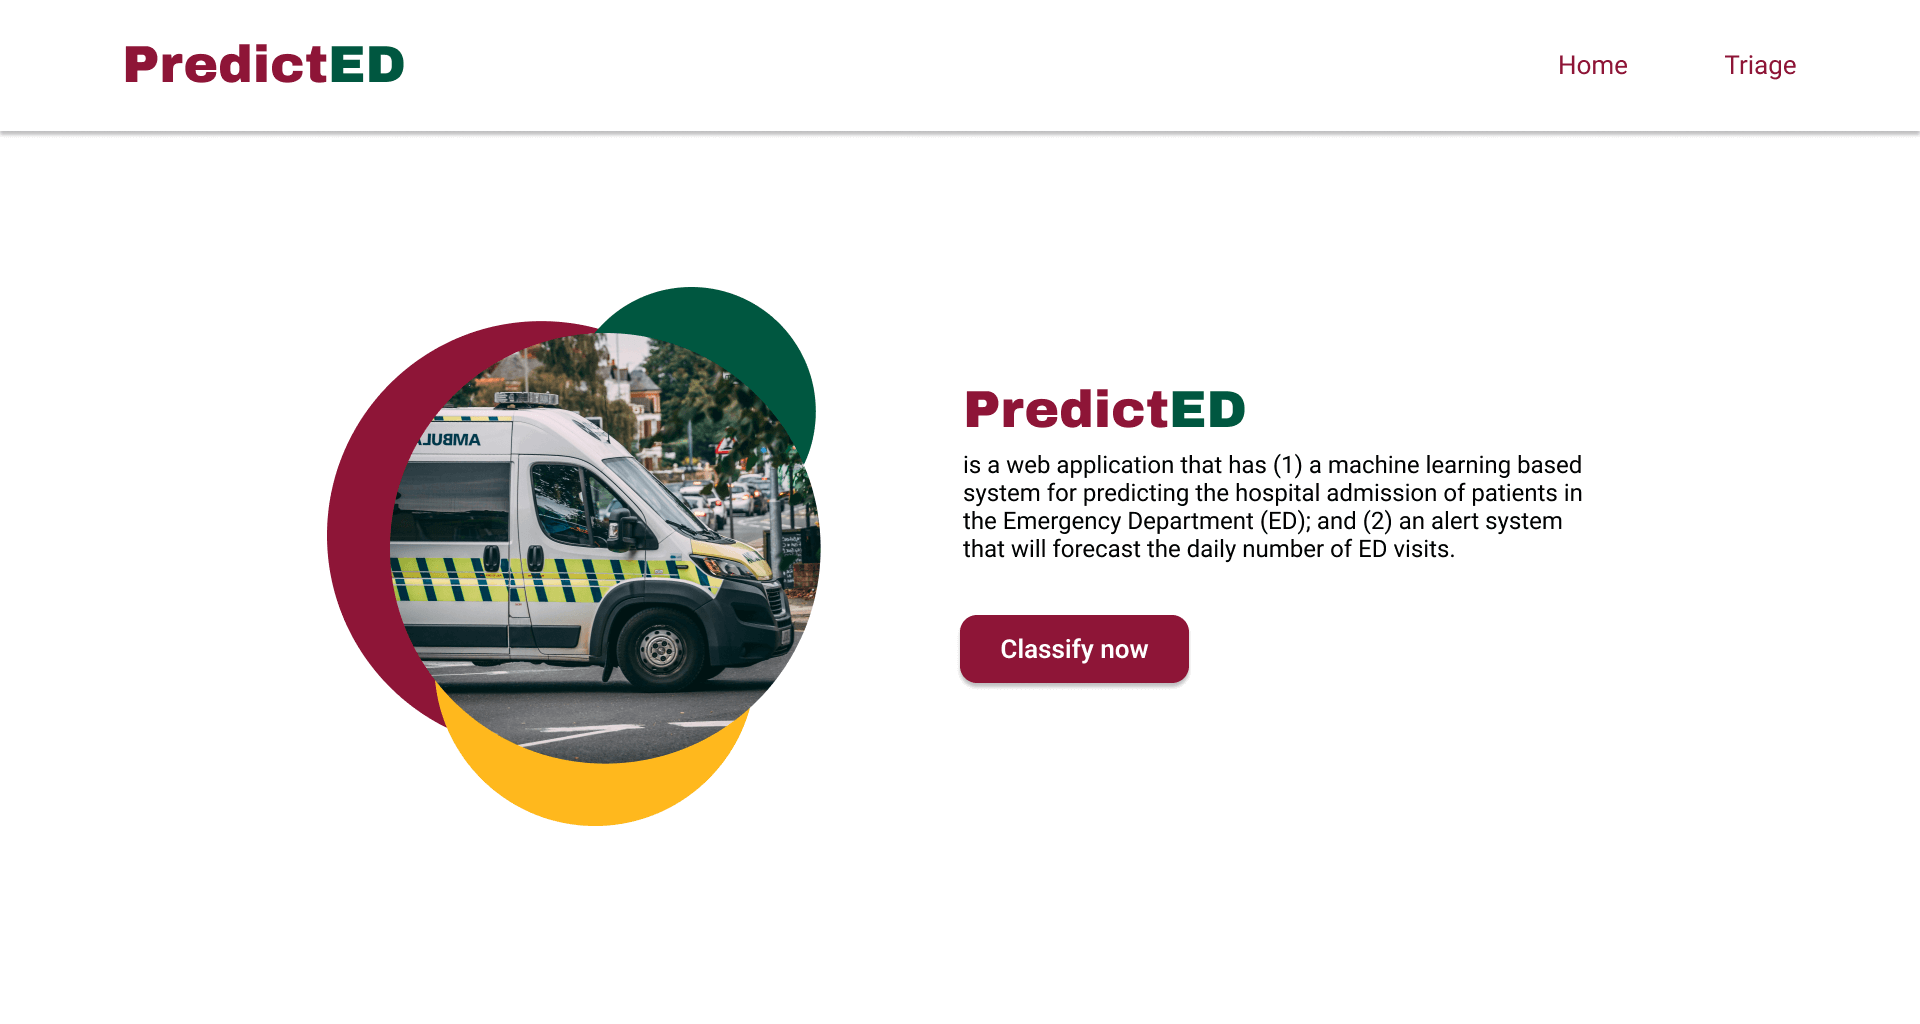 PredictED
Home
Triage
AMBUL
PredictED
is a web application that has (1) a machine learning based
system for predicting the hospital admission of patients in
the Emergency Department (ED); and (2) an alert system
that will forecast the daily number of ED visits.
Classify now